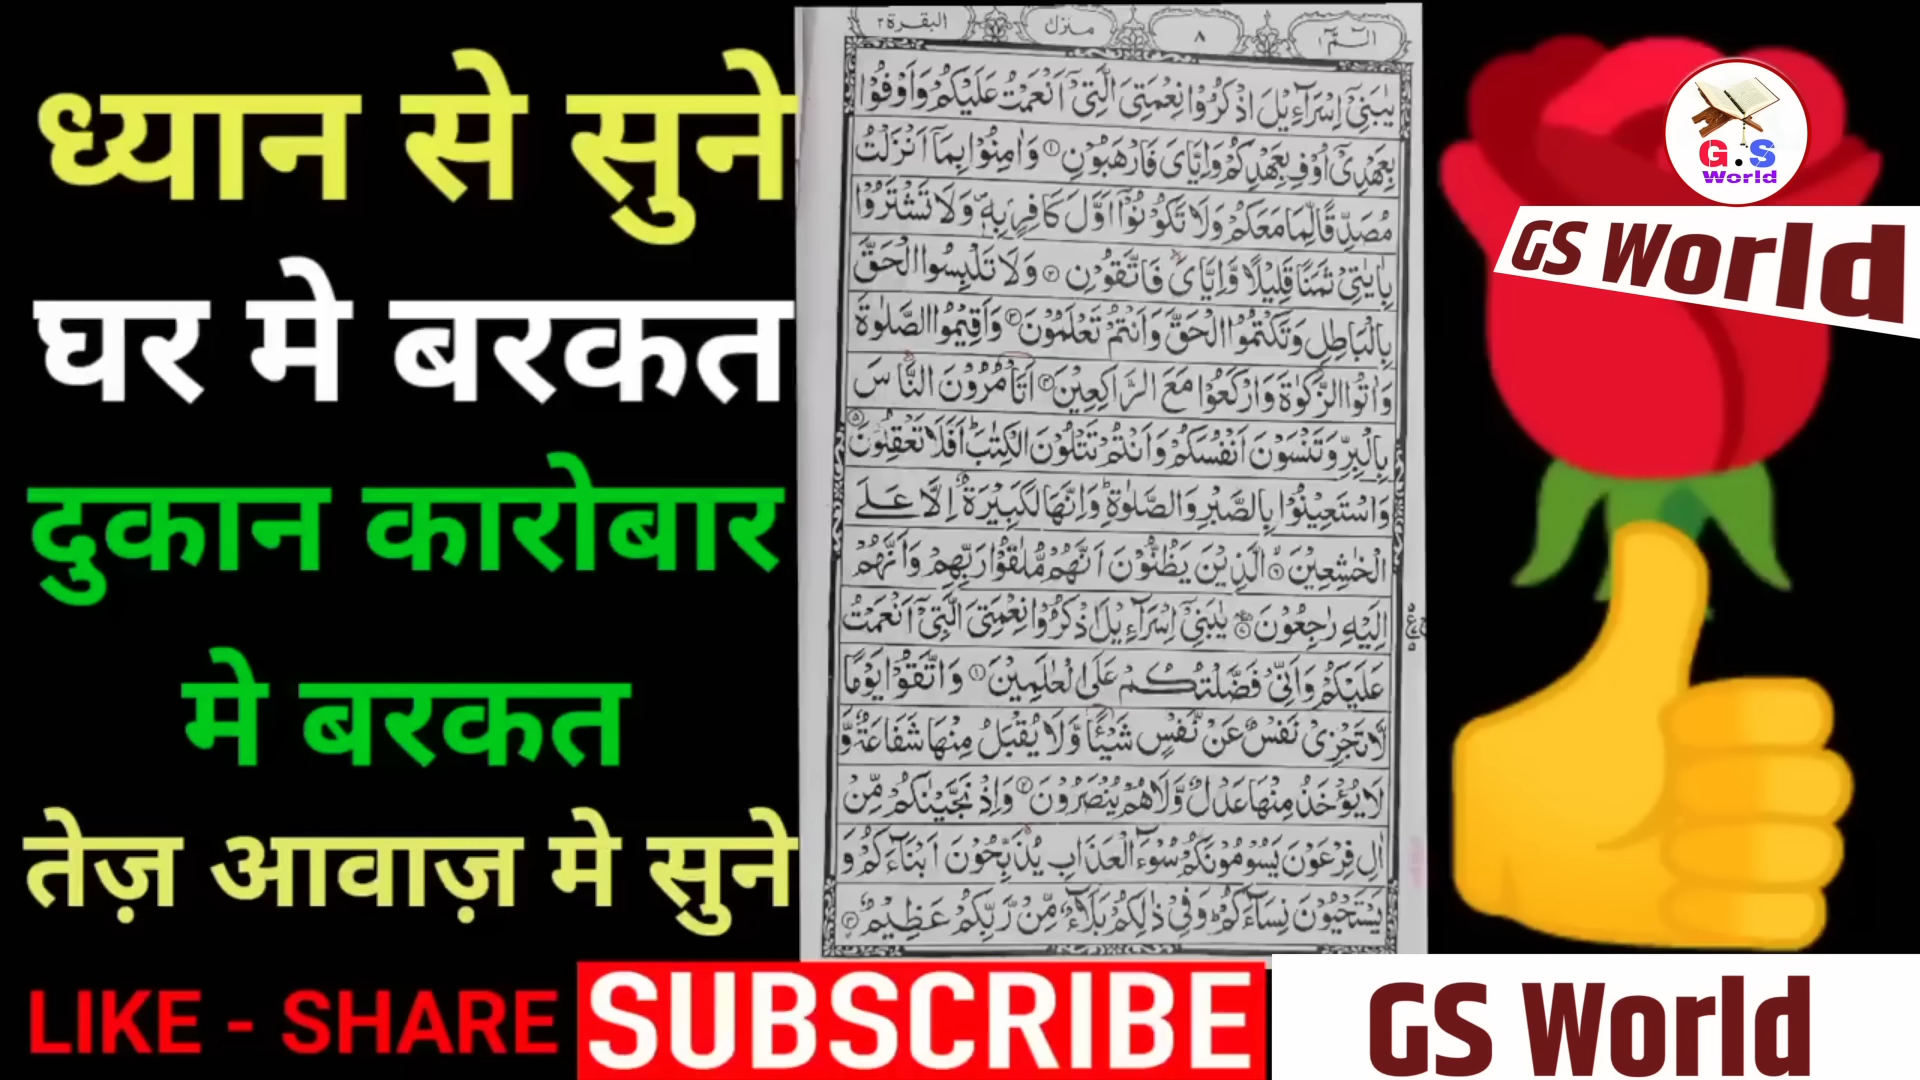 ध्यान से सुने
घर मे बरकत
दुकान कारोबार
मे बरकत
तेज़ आवाज़ मे सुने
LIKE - SHARE SUBSCRIBE
البقرة ٢
منزل
٨
الٓمّٓ ١
يٰبَنِيْٓ اِسْرَآءِيْلَ اذْكُرُوْا نِعْمَتِيَ الَّتِيْٓ اَنْعَمْتُ عَلَيْكُمْ وَاَوْفُوْا
بِعَهْدِيْٓ اُوْفِ بِعَهْدِكُمْ وَاِيَّايَ فَارْهَبُوْنِ ۝ وَاٰمِنُوْا بِمَآ اَنْزَلْتُ
مُصَدِّقًا لِّمَا مَعَكُمْ وَلَا تَكُوْنُوْٓا اَوَّلَ كَافِرٍۢ بِهٖ وَلَا تَشْتَرُوْا
بِاٰيٰتِيْ ثَمَنًا قَلِيْلًا وَّاِيَّايَ فَاتَّقُوْنِ ۝ وَلَا تَلْبِسُوا الْحَقَّ
بِالْبَاطِلِ وَتَكْتُمُوا الْحَقَّ وَاَنْتُمْ تَعْلَمُوْنَ ۝ وَاَقِيْمُوا الصَّلٰوةَ
وَاٰتُوا الزَّكٰوةَ وَارْكَعُوْا مَعَ الرّٰكِعِيْنَ ۝ اَتَأْمُرُوْنَ النَّاسَ
بِالْبِرِّ وَتَنْسَوْنَ اَنْفُسَكُمْ وَاَنْتُمْ تَتْلُوْنَ الْكِتٰبَ اَفَلَا تَعْقِلُوْنَ ۝
وَاسْتَعِيْنُوْا بِالصَّبْرِ وَالصَّلٰوةِ وَاِنَّهَا لَكَبِيْرَةٌ اِلَّا عَلَى
الْخٰشِعِيْنَ ۝ الَّذِيْنَ يَظُنُّوْنَ اَنَّهُمْ مُّلٰقُوْا رَبِّهِمْ وَاَنَّهُمْ
اِلَيْهِ رٰجِعُوْنَ ۝ يٰبَنِيْٓ اِسْرَآءِيْلَ اذْكُرُوْا نِعْمَتِيَ الَّتِيْٓ اَنْعَمْتُ
عَلَيْكُمْ وَاَنِّيْ فَضَّلْتُكُمْ عَلَى الْعٰلَمِيْنَ ۝ وَاتَّقُوْا يَوْمًا
لَّا تَجْزِيْ نَفْسٌ عَنْ نَّفْسٍ شَيْـًٔا وَّلَا يُقْبَلُ مِنْهَا شَفَاعَةٌ وَّ
لَا يُؤْخَذُ مِنْهَا عَدْلٌ وَّلَا هُمْ يُنْصَرُوْنَ ۝ وَاِذْ نَجَّيْنٰكُمْ مِّنْ
اٰلِ فِرْعَوْنَ يَسُوْمُوْنَكُمْ سُوْٓءَ الْعَذَابِ يُذَبِّحُوْنَ اَبْنَآءَكُمْ وَ
يَسْتَحْيُوْنَ نِسَآءَكُمْ وَفِيْ ذٰلِكُمْ بَلَآءٌ مِّنْ رَّبِّكُمْ عَظِيْمٌ ۝
G.S
World
GS World
GS World